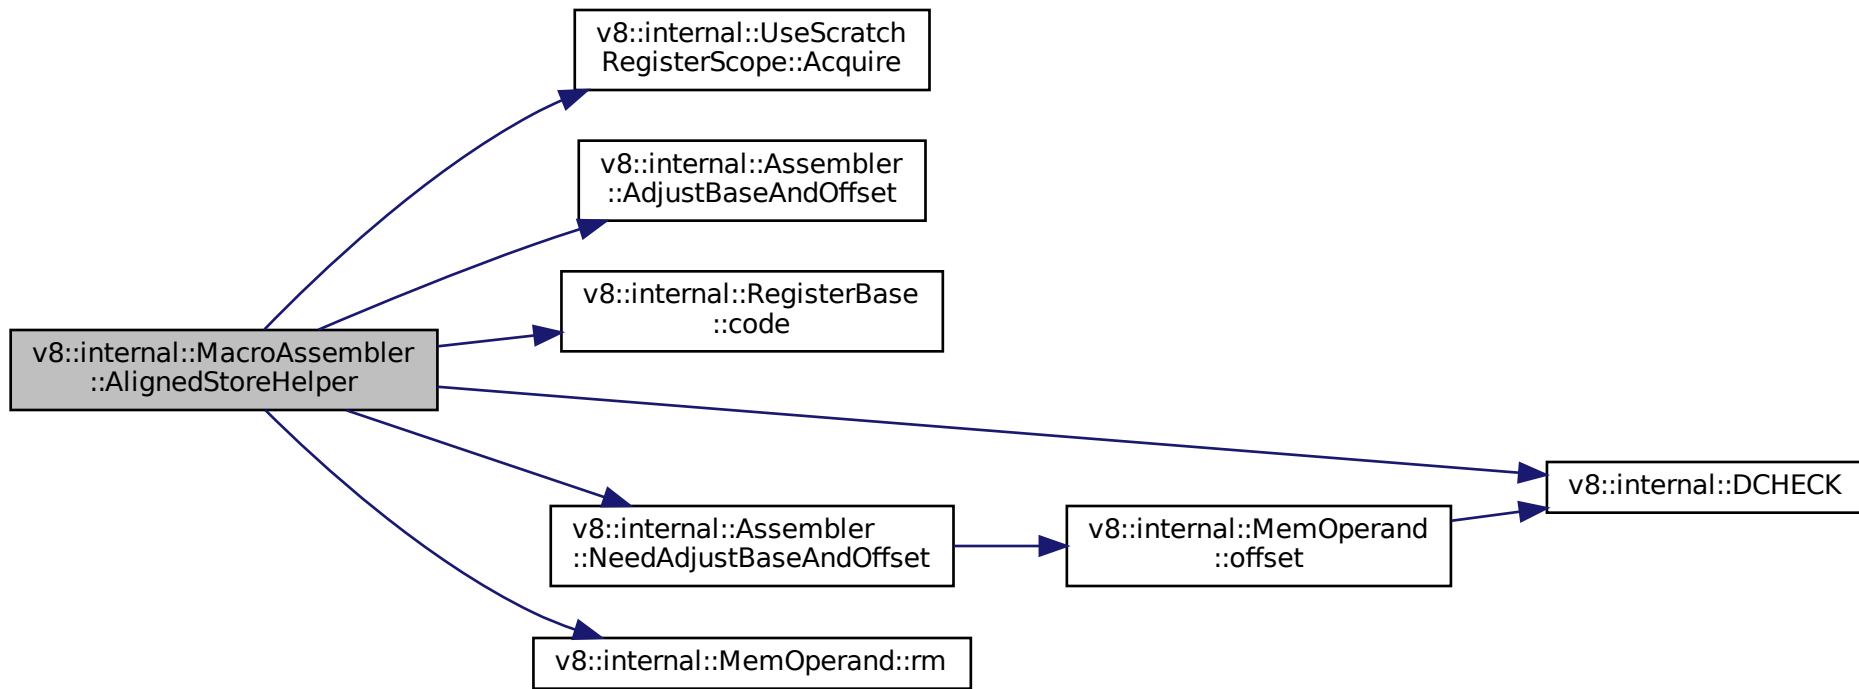 v8::internal::UseScratch
RegisterScope::Acquire
v8::internal::Assembler
::AdjustBaseAndOffset
v8::internal::RegisterBase
::code
v8::internal::MacroAssembler
::AlignedStoreHelper
v8::internal::DCHECK
v8::internal::Assembler
::NeedAdjustBaseAndOffset
v8::internal::MemOperand
::offset
v8::internal::MemOperand::rm